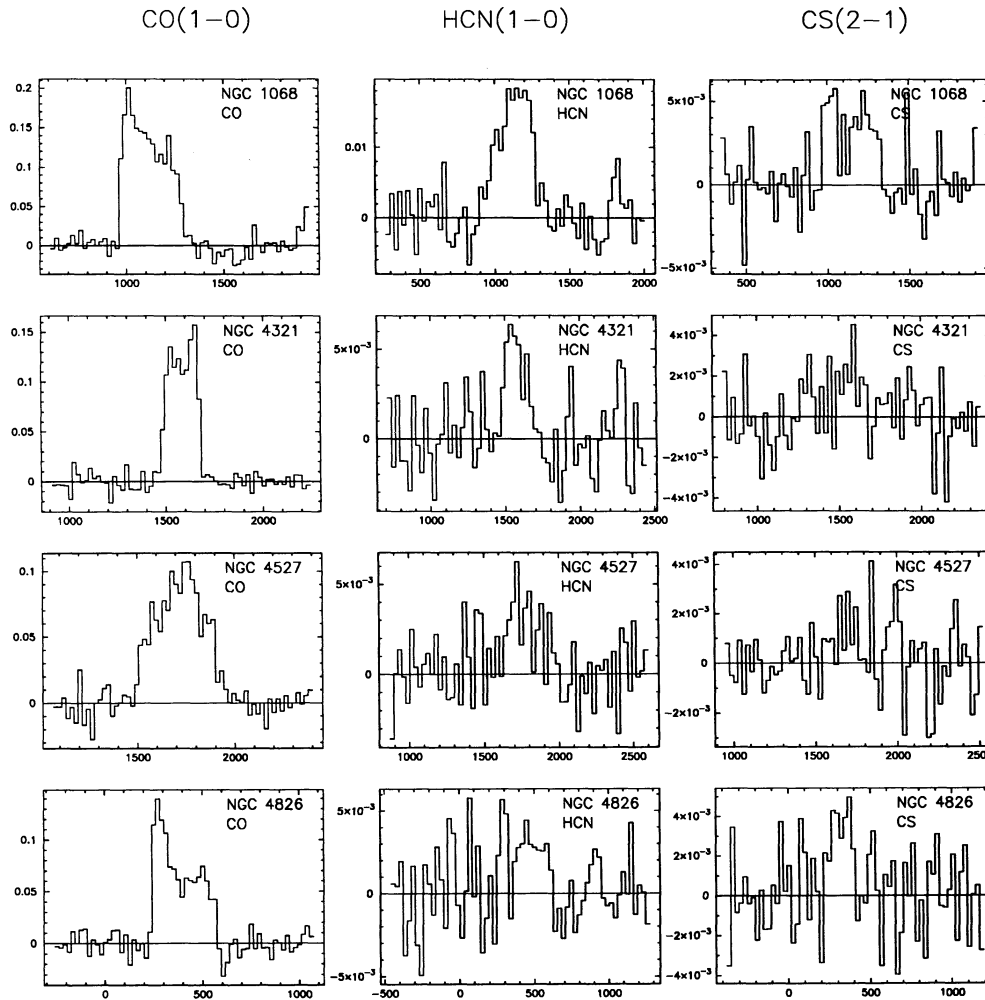 CO(1−0) HCN(1−0) CS(2−1)
NGC 1068
CO
0.2
0.15
0.1
0.05
0
1000 1500
NGC 1068
HCN
0.01
0
500 1000 1500 2000
NGC 1068
CS
5×10⁻³
0
−5×10⁻³
500 1000 1500
NGC 4321
CO
0.15
0.1
0.05
0
1000 1500 2000
NGC 4321
HCN
5×10⁻³
0
1000 1500 2000 2500
NGC 4321
CS
4×10⁻³
2×10⁻³
0
−2×10⁻³
−4×10⁻³
1000 1500 2000
NGC 4527
CO
0.1
0.05
0
1500 2000
NGC 4527
HCN
5×10⁻³
0
1000 1500 2000 2500
NGC 4527
CS
4×10⁻³
2×10⁻³
0
−2×10⁻³
1000 1500 2000 250
NGC 4826
CO
0.1
0.05
0
0 500 1000
NGC 4826
HCN
5×10⁻³
0
−5×10⁻³
−500 0 500 1000
NGC 4826
CS
4×10⁻³
2×10⁻³
0
−2×10⁻³
−4×10⁻³
0 500 1000